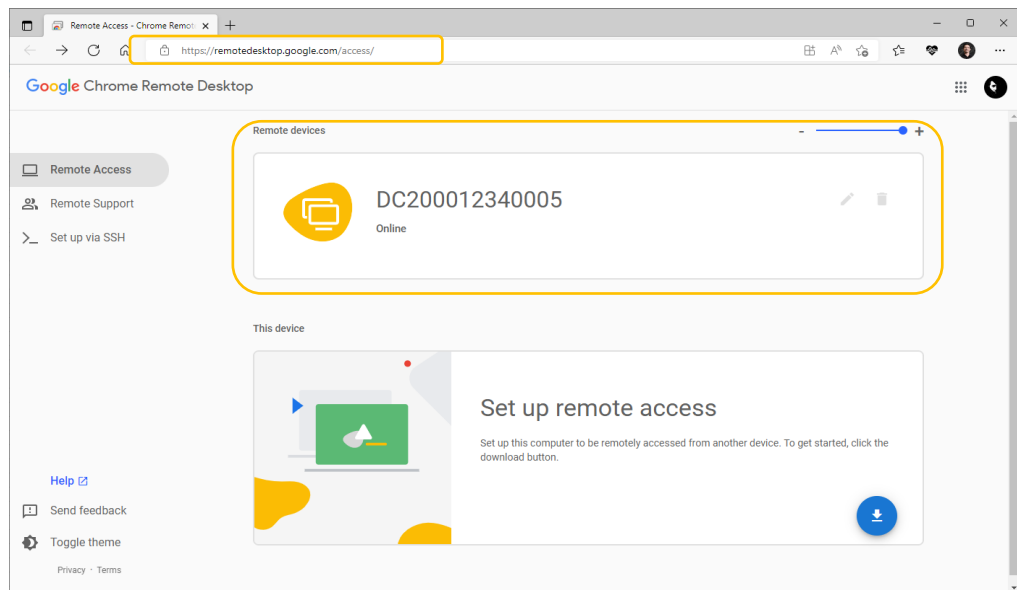 Remote Access - Chrome Remot
https://remotedesktop.google.com/access/
Google Chrome Remote Desktop
Remote devices
- +
Remote Access
Remote Support
Set up via SSH
DC200012340005
Online
This device
Set up remote access
Set up this computer to be remotely accessed from another device. To get started, click the
download button.
Help
Send feedback
Toggle theme
Privacy · Terms